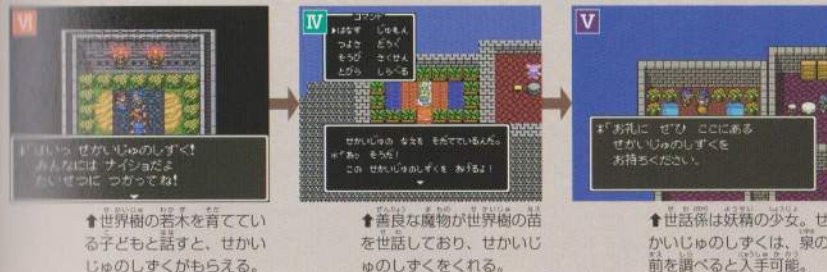 VI
*「はいっ せかいじゅのしずく!
みんなには ナイショだよ
たいせつに つかってね!
⬆世界樹の若木を育ててい
る子どもと話すと、せかい
じゅのしずくがもらえる。
IV
コマンド
はなす じゅもん
つよさ どうぐ
そうび さくせん
とびら しらべる
せかいじゅの なえを そだてているんだ。
*「あっ そうだ!
この せかいじゅのしずくを あげるよ!
⬆善良な魔物が世界樹の苗
を世話しており、せかいじ
ゅのしずくをくれる。
V
*「お礼に ぜひ ここにある
せかいじゅのしずくを
お持ちください。
⬆世話係は妖精の少女。せ
かいじゅのしずくは、泉の
前を調べると入手可能。